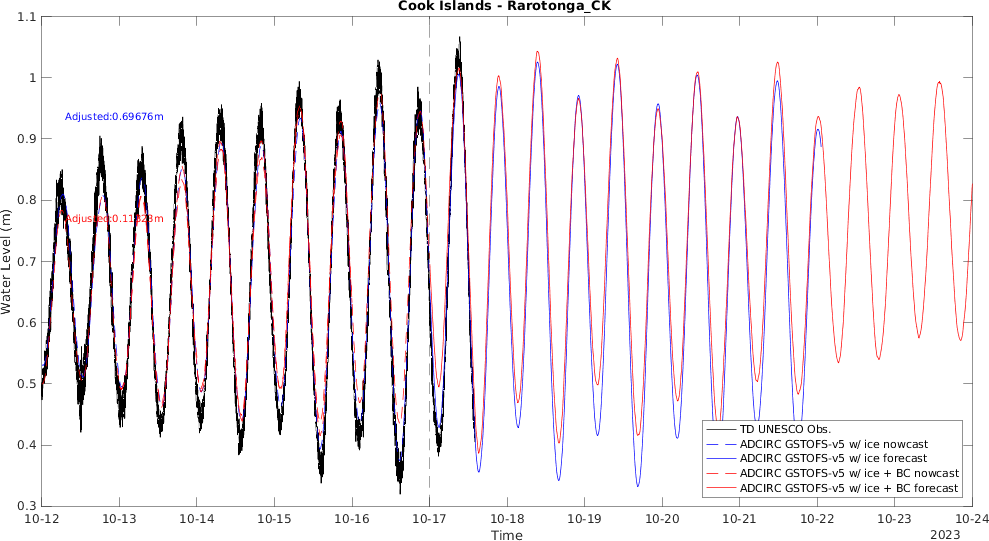 Cook Islands - Rarotonga_CK
1.1
1
0.9
0.8
0.7
0.6
0.5
0.4
0.3
Water Level (m)
Adjusted:0.69676m
TD UNESCO Obs.
ADCIRC GSTOFS-v5 w/ ice nowcast
ADCIRC GSTOFS-v5 w/ ice forecast
ADCIRC GSTOFS-v5 w/ ice + BC nowcast
ADCIRC GSTOFS-v5 w/ ice + BC forecast
10-12
10-13
10-14
10-15
10-16
10-17
10-18
10-19
10-20
10-21
10-22
10-23
10-24
Time
2023